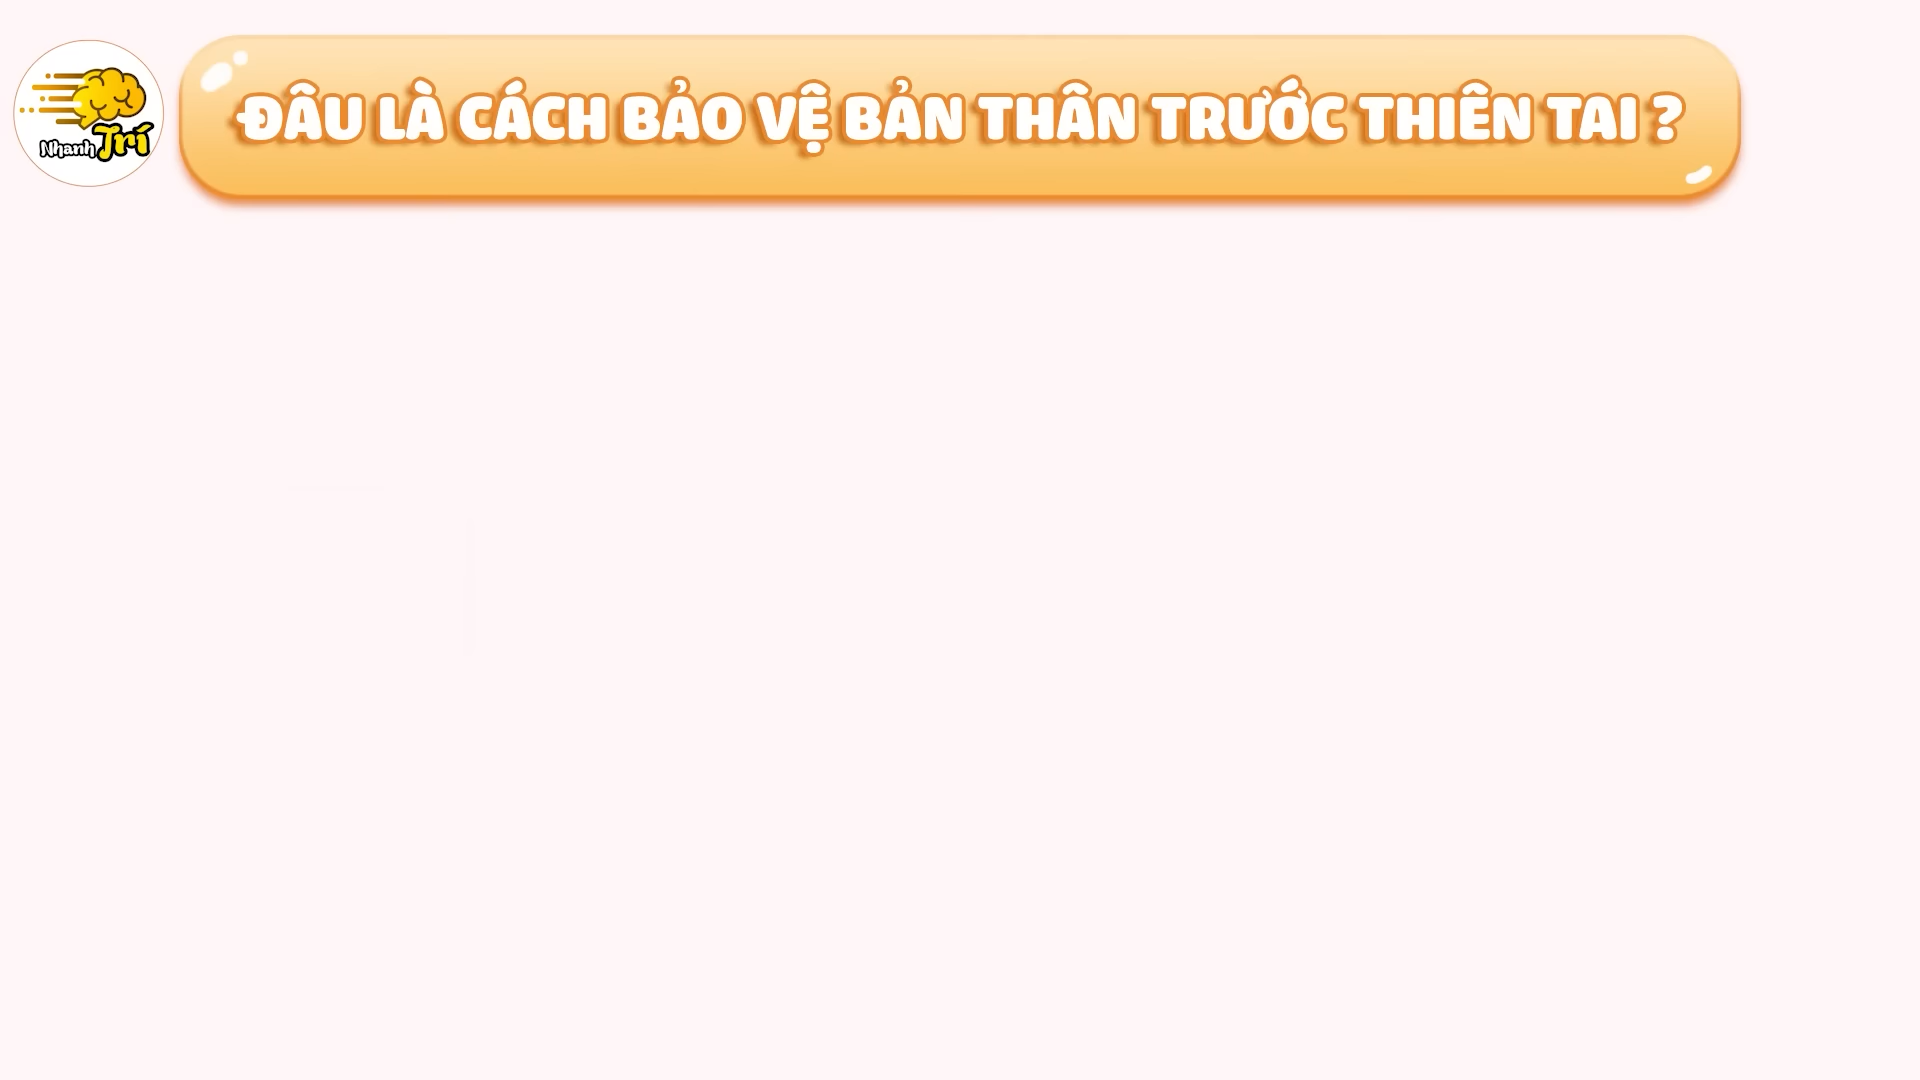 ĐÂU LÀ CÁCH BẢO VỆ BẢN THÂN TRƯỚC THIÊN TAI ?
Nhanh Trí